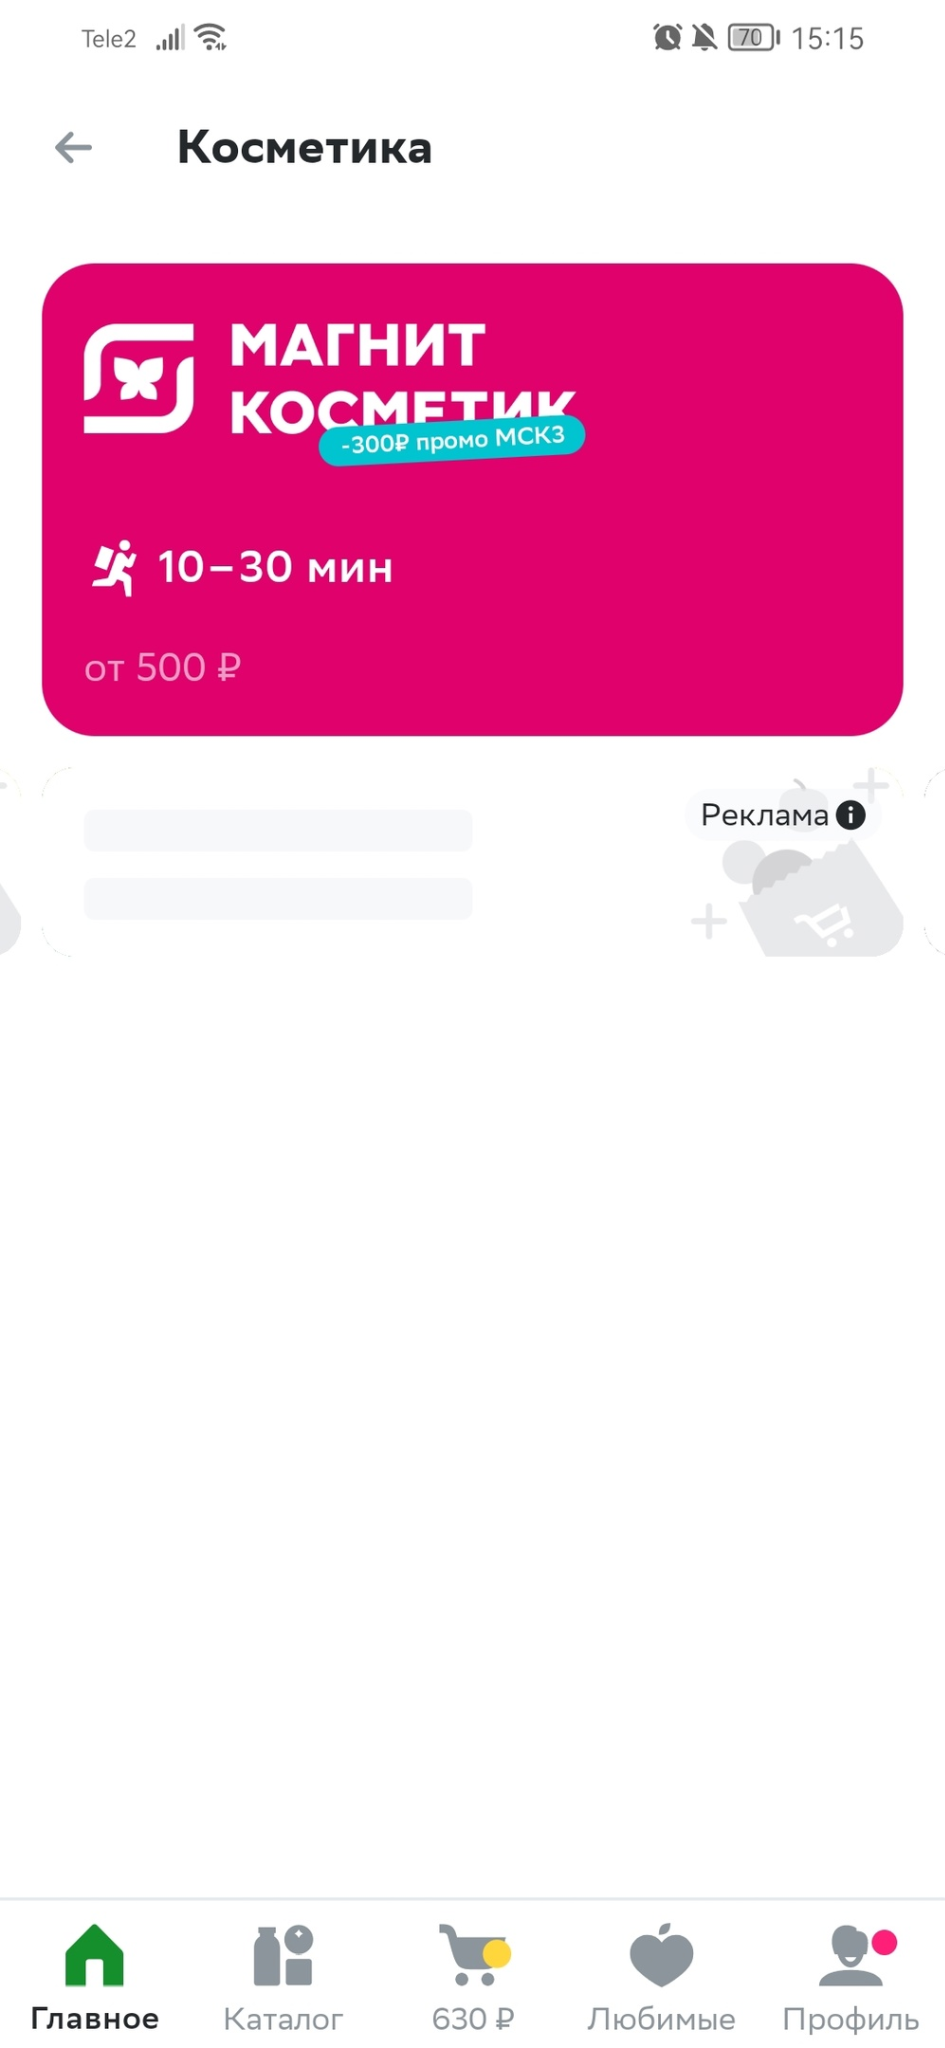 Tele2 70 15:15
Косметика
МАГНИТ
КОСМЕТИК
-300₽ промо МСК3
10–30 мин
от 500 ₽
Реклама
Главное Каталог 630 ₽ Любимые Профиль